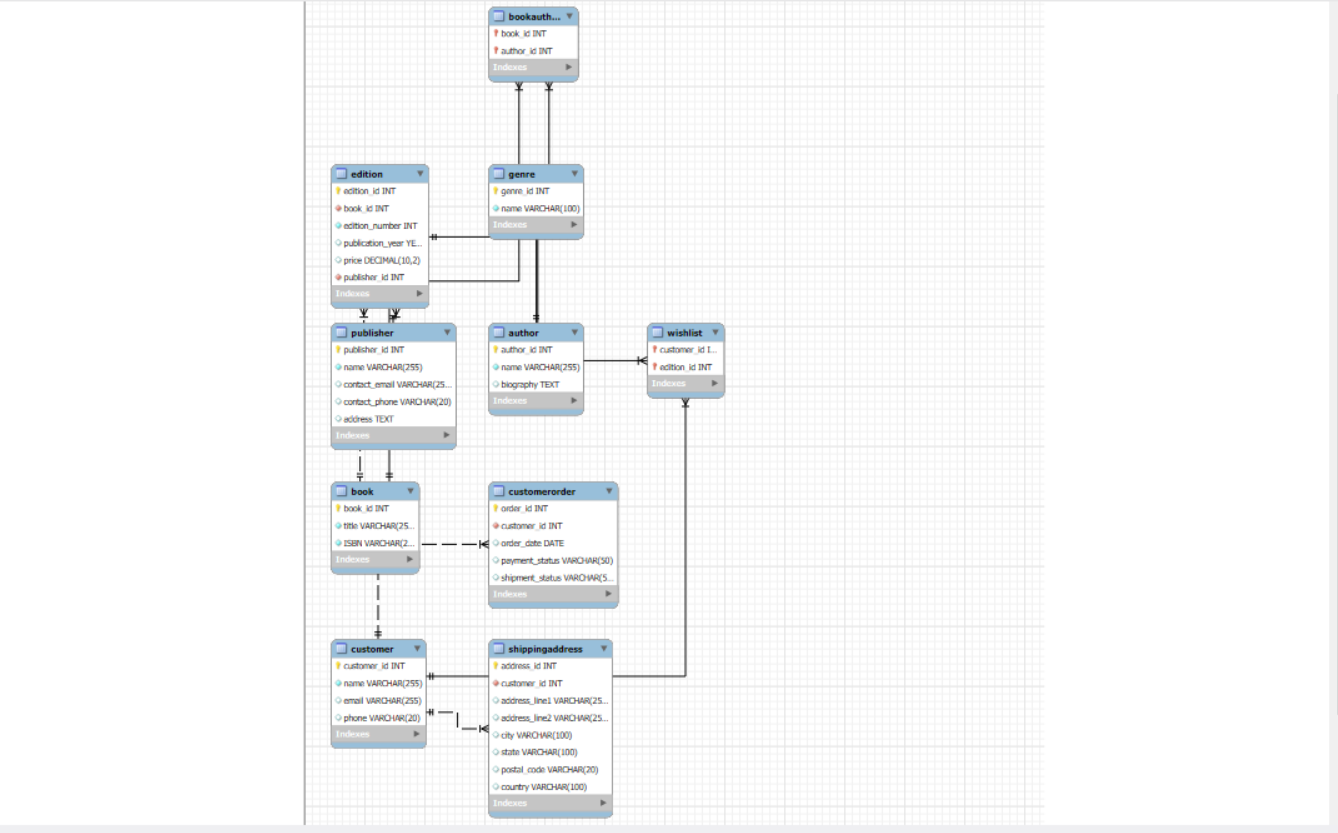 bookauth...
book_id INT
author_id INT
Indexes
edition
edition_id INT
book_id INT
edition_number INT
publication_year YE...
price DECIMAL(10,2)
publisher_id INT
Indexes
genre
genre_id INT
name VARCHAR(100)
Indexes
publisher
publisher_id INT
name VARCHAR(255)
contact_email VARCHAR(25...
contact_phone VARCHAR(20)
address TEXT
Indexes
author
author_id INT
name VARCHAR(255)
biography TEXT
Indexes
wishlist
customer_id I...
edition_id INT
Indexes
book
book_id INT
title VARCHAR(25...
ISBN VARCHAR(2...
Indexes
customerorder
order_id INT
customer_id INT
order_date DATE
payment_status VARCHAR(50)
shipment_status VARCHAR(5...
Indexes
customer
customer_id INT
name VARCHAR(255)
email VARCHAR(255)
phone VARCHAR(20)
Indexes
shippingaddress
address_id INT
customer_id INT
address_line1 VARCHAR(25...
address_line2 VARCHAR(25...
city VARCHAR(100)
state VARCHAR(100)
postal_code VARCHAR(20)
country VARCHAR(100)
Indexes